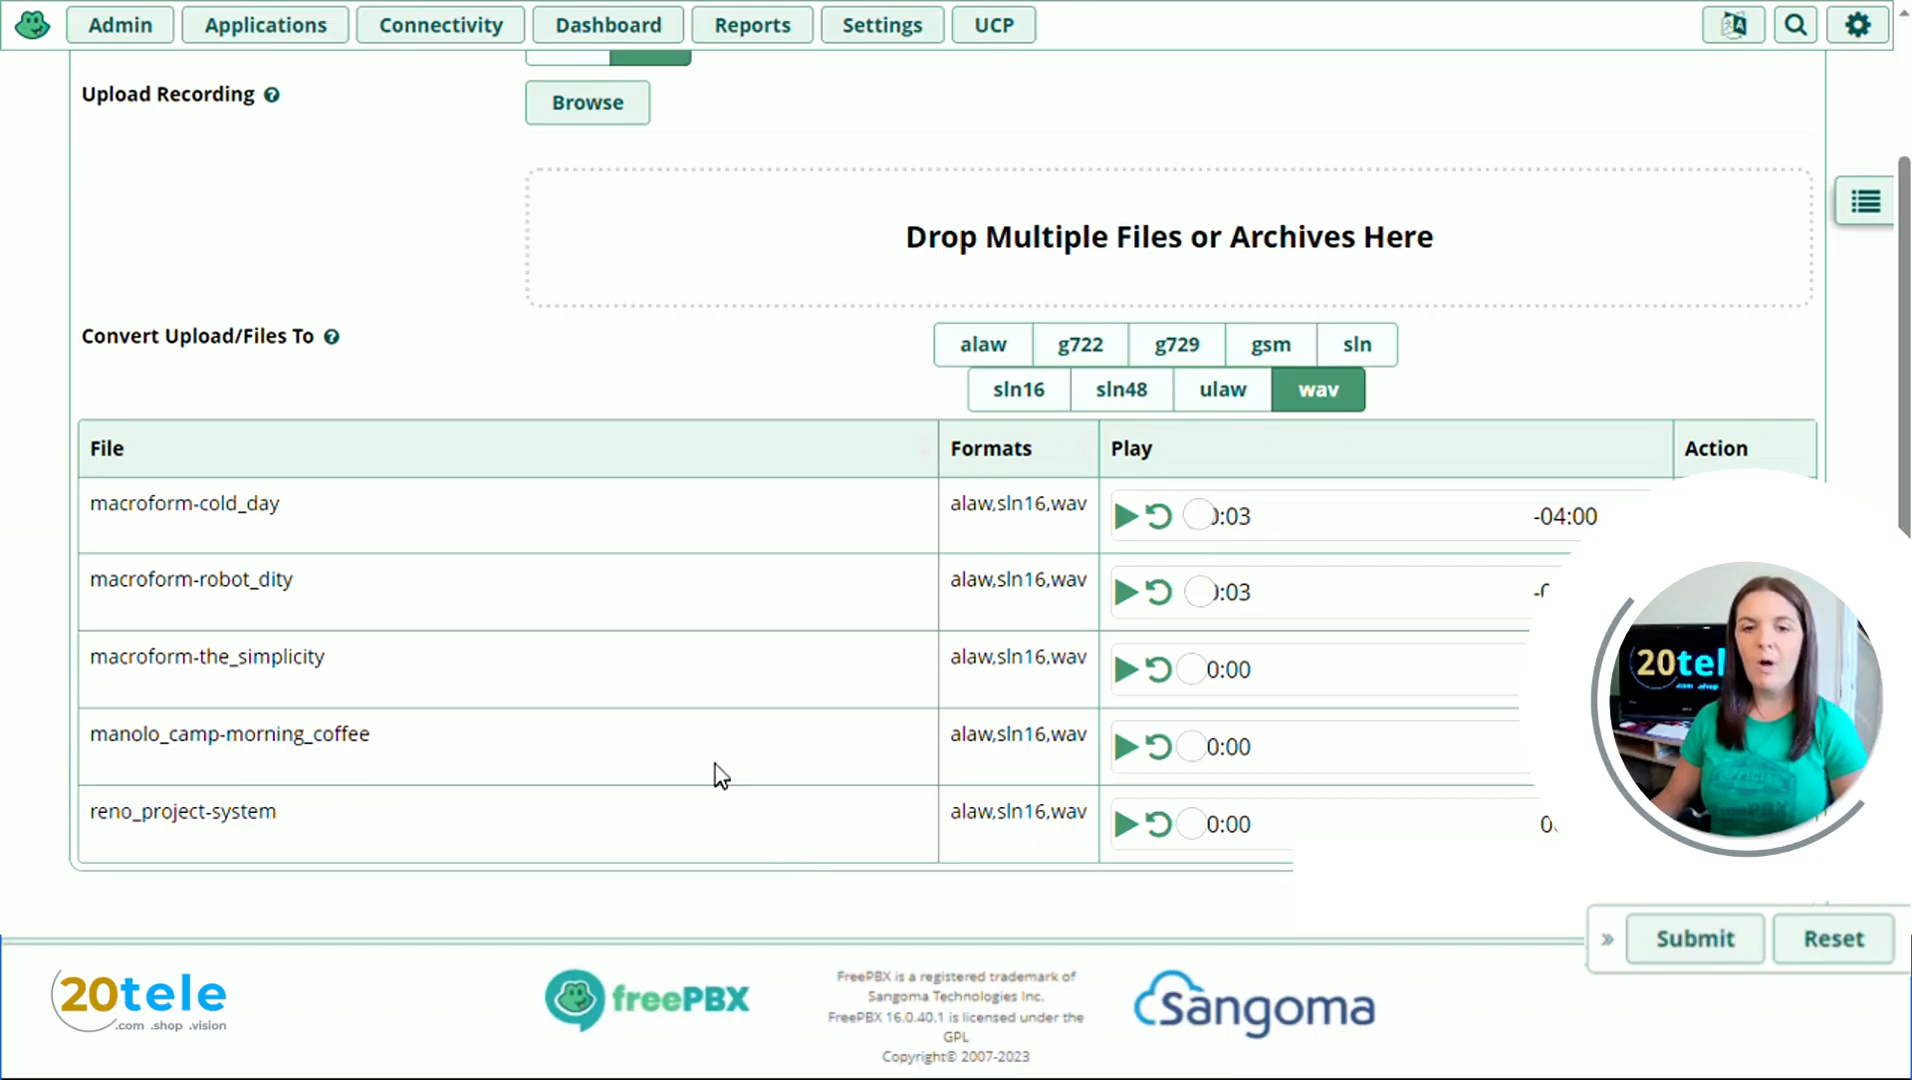 Admin Applications Connectivity Dashboard Reports Settings UCP
Upload Recording
Browse
Drop Multiple Files or Archives Here
Convert Upload/Files To
alaw g722 g729 gsm sln
sln16 sln48 ulaw wav
File Formats Play Action
macroform-cold_day alaw,sln16,wav :03 -04:00
macroform-robot_dity alaw,sln16,wav :03
macroform-the_simplicity alaw,sln16,wav 0:00
manolo_camp-morning_coffee alaw,sln16,wav 0:00
reno_project-system alaw,sln16,wav 0:00
20tel
.com .shop
» Submit Reset
20tele
.com .shop .vision
freePBX
FreePBX is a registered trademark of
Sangoma Technologies Inc.
FreePBX 16.0.40.1 is licensed under the
GPL
Copyright© 2007-2023
Sangoma